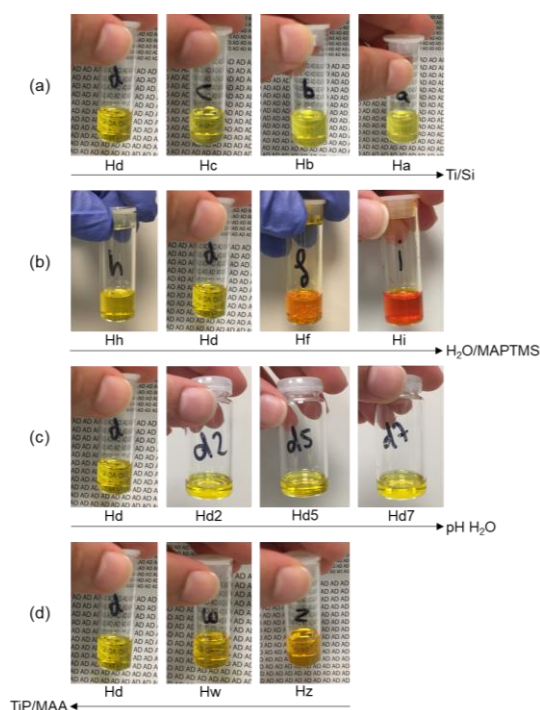 (a)
d
c
b
a
Hd
Hc
Hb
Ha
Ti/Si
(b)
h
d
f
i
Hh
Hd
Hf
Hi
H₂O/MAPTMS
(c)
d
d2
d5
d7
Hd
Hd2
Hd5
Hd7
pH H₂O
(d)
d
w
z
Hd
Hw
Hz
TiP/MAA